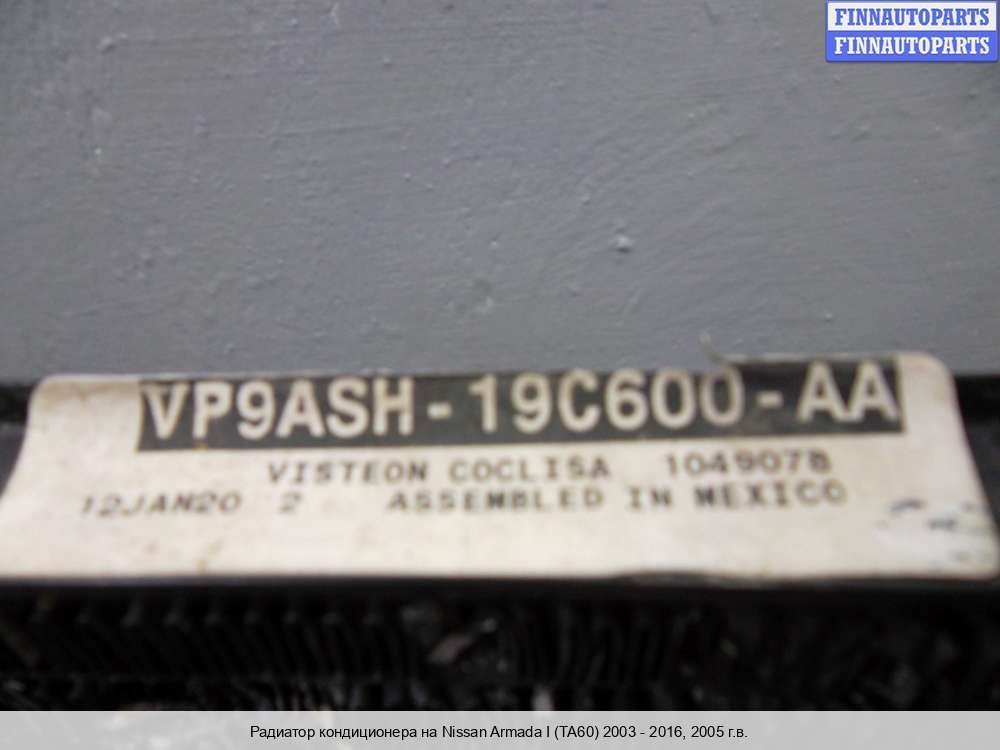 FINNAUTOPARTS
FINNAUTOPARTS
VP9ASH-19C600-AA
VISTEON COCLISA 1049078
12JAN20 2 ASSEMBLED IN MEXICO
Радиатор кондиционера на Nissan Armada I (TA60) 2003 - 2016, 2005 г.в.